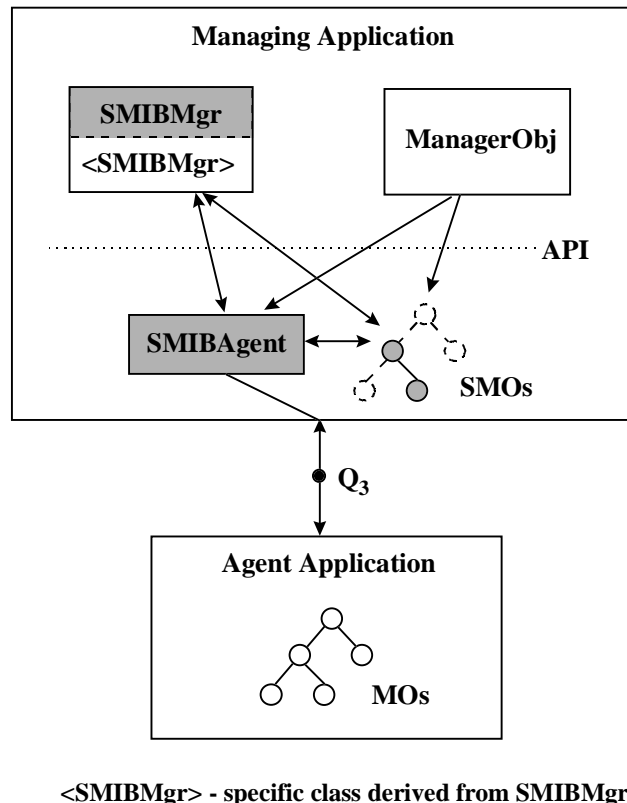 Managing Application
SMIBMgr
<SMIBMgr>
ManagerObj
API
SMIBAgent
SMOs
Q3
Agent Application
MOs
<SMIBMgr> - specific class derived from SMIBMgr